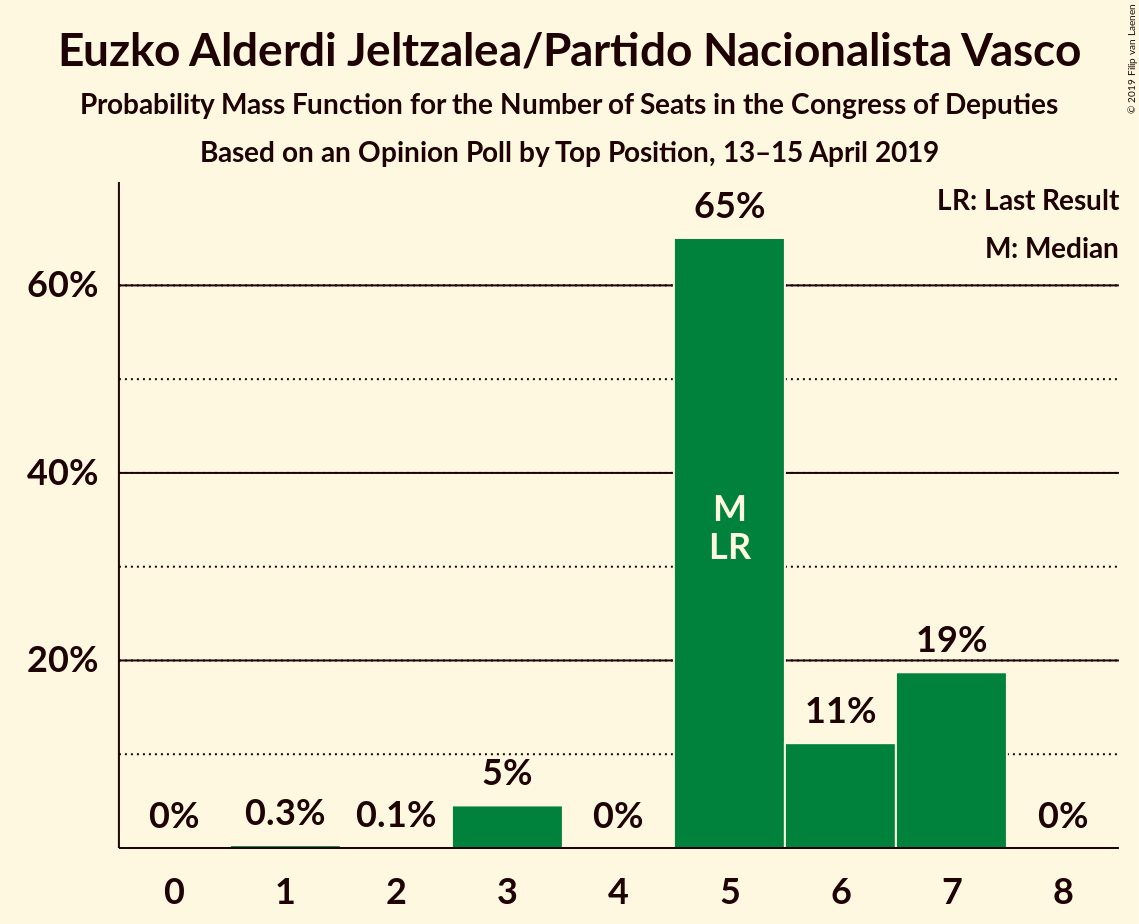 Euzko Alderdi Jeltzalea/Partido Nacionalista Vasco
Probability Mass Function for the Number of Seats in the Congress of Deputies
Based on an Opinion Poll by Top Position, 13–15 April 2019
© 2019 Filip van Laenen
LR: Last Result
M: Median
60%
40%
20%
0%
0.3%
0.1%
5%
0%
65%
M
LR
11%
19%
0%
0 1 2 3 4 5 6 7 8